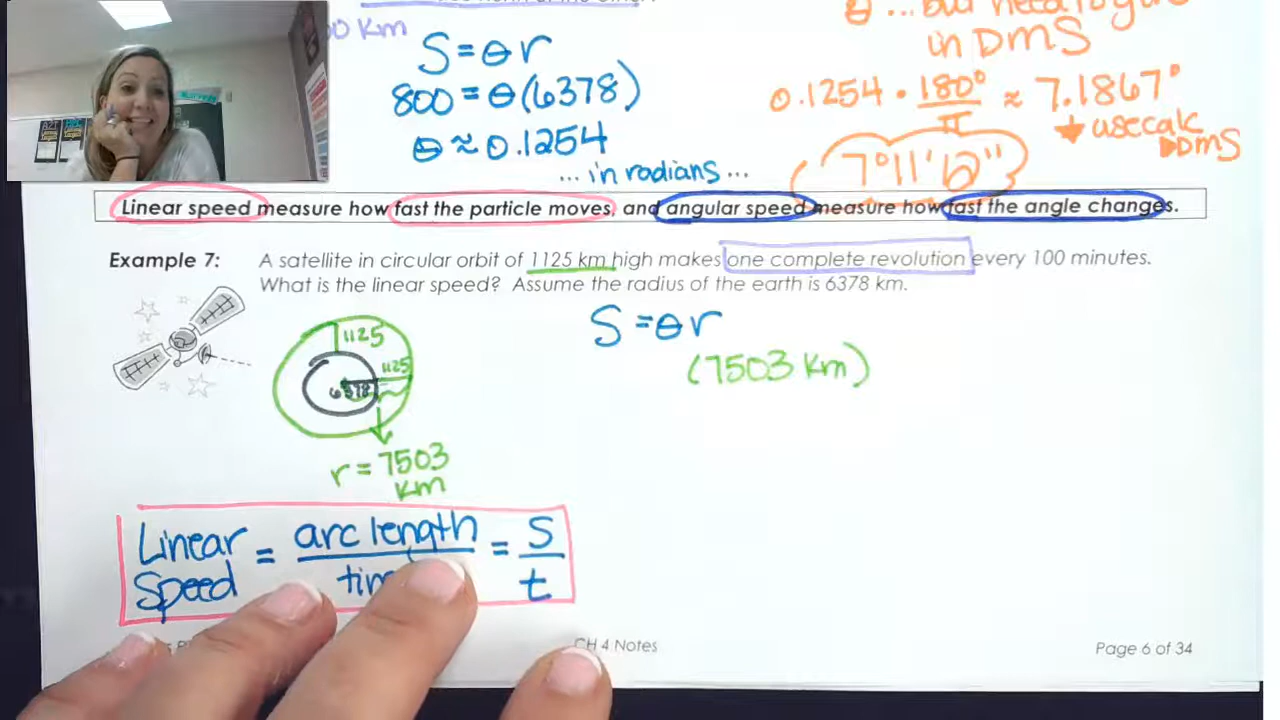 00 Km
S = θr
800 = θ(6378)
θ ≈ 0.1254
... in radians ...
θ ... but need to
in DMS
0.1254 · 180°/π ≈ 7.1867°
use calc
▶DMS
7°11'12"
Linear speed measure how fast the particle moves, and angular speed measure how fast the angle changes.
Example 7: A satellite in circular orbit of 1125 km high makes one complete revolution every 100 minutes.
What is the linear speed? Assume the radius of the earth is 6378 km.
S = θr
(7503 km)
1125
1125
6378
r = 7503
km
Linear Speed = arc length / tim = S / t
CH 4 Notes
Page 6 of 34